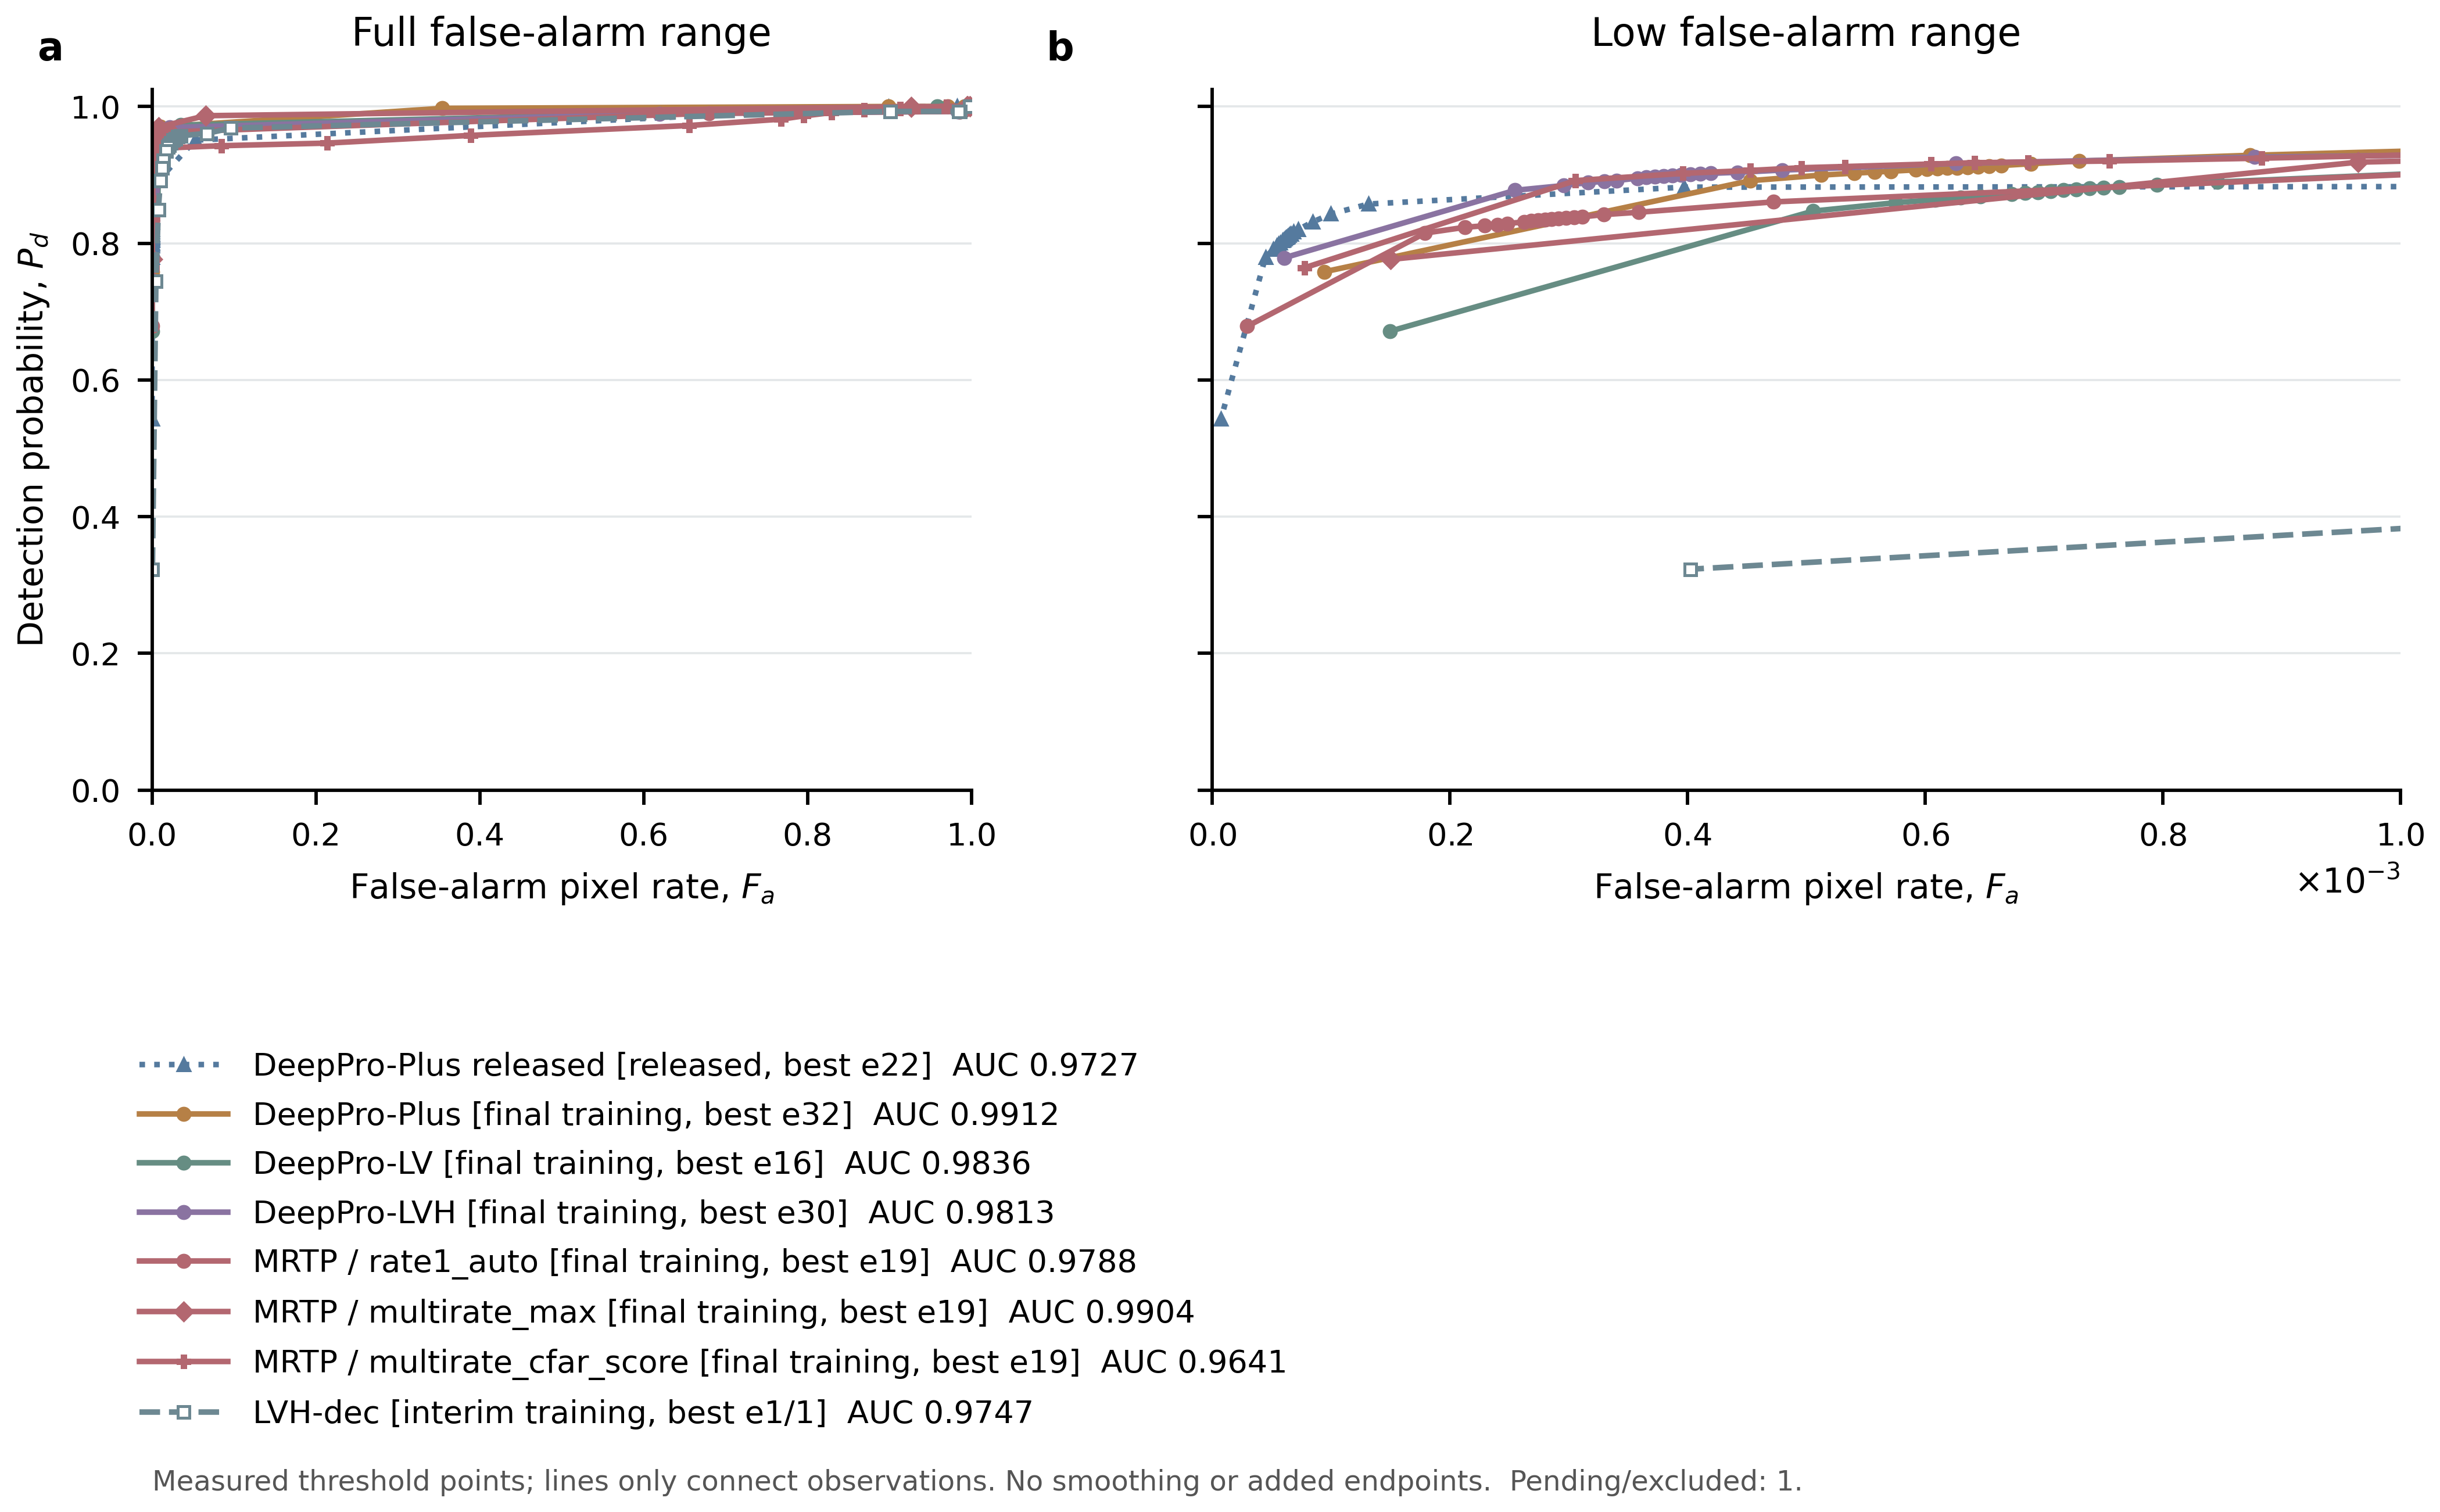 a
Full false-alarm range
b
Low false-alarm range
Detection probability, P_d
1.0
0.8
0.6
0.4
0.2
0.0
0.0 0.2 0.4 0.6 0.8 1.0
False-alarm pixel rate, F_a
0.0 0.2 0.4 0.6 0.8 1.0
×10⁻³
False-alarm pixel rate, F_a
DeepPro-Plus released [released, best e22]  AUC 0.9727
DeepPro-Plus [final training, best e32]  AUC 0.9912
DeepPro-LV [final training, best e16]  AUC 0.9836
DeepPro-LVH [final training, best e30]  AUC 0.9813
MRTP / rate1_auto [final training, best e19]  AUC 0.9788
MRTP / multirate_max [final training, best e19]  AUC 0.9904
MRTP / multirate_cfar_score [final training, best e19]  AUC 0.9641
LVH-dec [interim training, best e1/1]  AUC 0.9747
Measured threshold points; lines only connect observations. No smoothing or added endpoints.  Pending/excluded: 1.